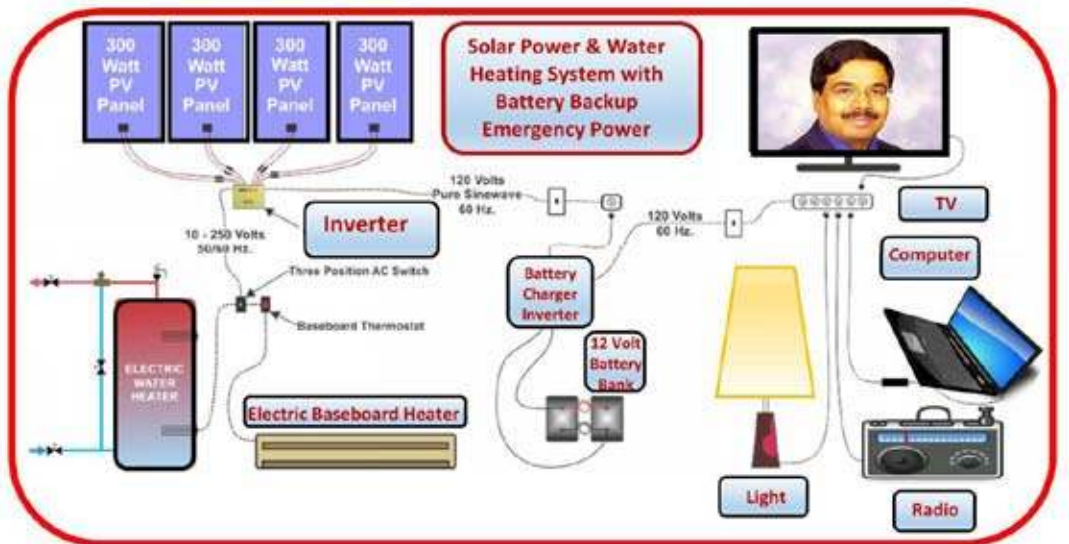 300
Watt
PV
Panel
300
Watt
PV
Panel
300
Watt
PV
Panel
300
Watt
PV
Panel
Solar Power & Water
Heating System with
Battery Backup
Emergency Power
120 Volts
Pure Sinewave
60 Hz.
Inverter
10 - 250 Volts
50/60 Hz.
Three Position AC Switch
Baseboard Thermostat
120 Volts
60 Hz.
TV
Computer
Battery
Charger
Inverter
12 Volt
Battery
Bank
ELECTRIC
WATER
HEATER
Electric Baseboard Heater
Light
Radio